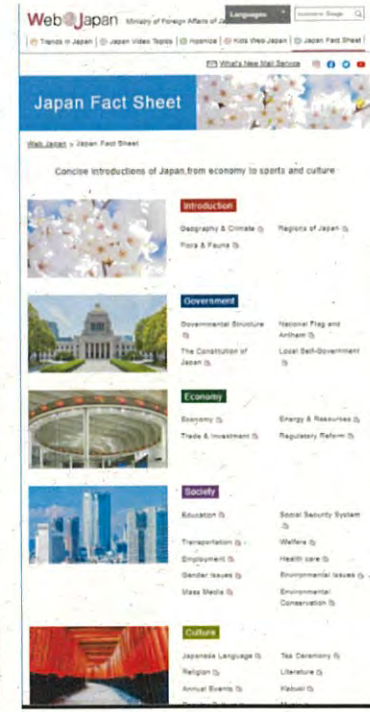 Web Japan Ministry of Foreign Affairs of Ja
Languages
Trends in Japan | Japan Video Topics | niponica | Kids Web Japan | Japan Fact Sheet
What's New Mail Service
Japan Fact Sheet
Web Japan > Japan Fact Sheet
Concise introductions of Japan, from economy to sports and culture
Introduction
Geography & Climate Regions of Japan
Flora & Fauna
Government
Governmental Structure National Flag and
Anthem
The Constitution of Local Self-Government
Japan
Economy
Economy Energy & Resources
Trade & Investment Regulatory Reform
Society
Education Social Security System
Transportation Welfare
Employment Health care
Gender Issues Environmental Issues
Mass Media Environmental
Conservation
Culture
Japanese Language Tea Ceremony
Religion Literature
Annual Events Kabuki